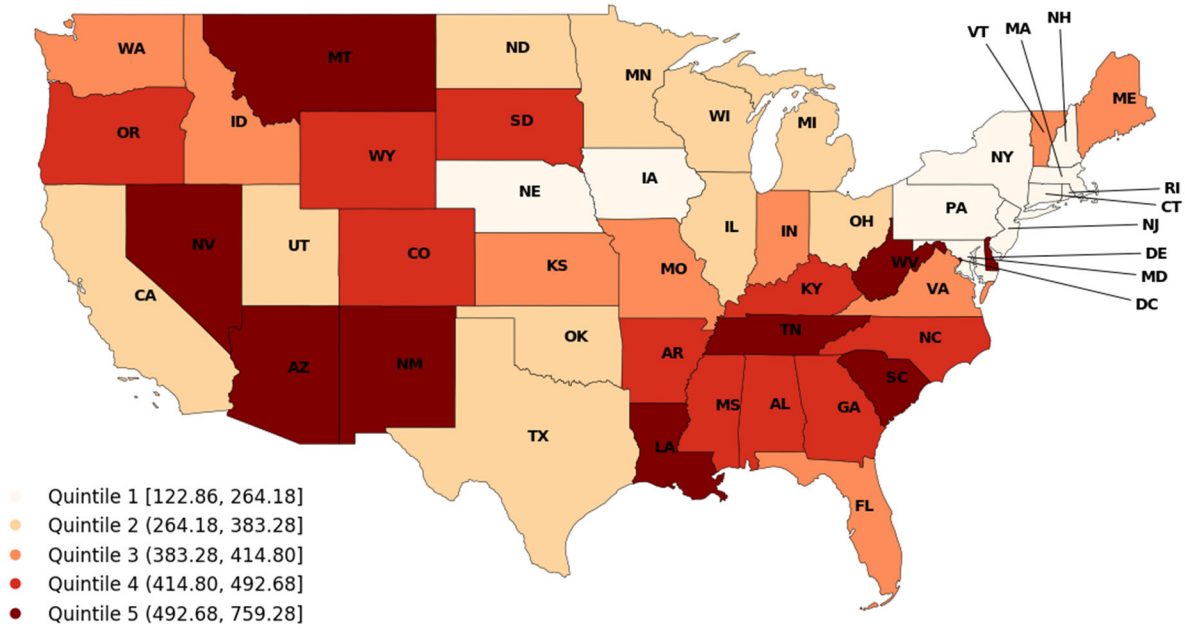 NH
MA
VT
WA
MT
ND
MN
ME
OR
ID
SD
WI
MI
WY
NY
NE
IA
RI
CT
PA
NJ
NV
UT
CO
IL
IN
OH
DE
WV
MD
KS
MO
KY
VA
DC
CA
AZ
NM
OK
AR
TN
NC
SC
MS
AL
GA
TX
LA
FL
Quintile 1 [122.86, 264.18]
Quintile 2 (264.18, 383.28]
Quintile 3 (383.28, 414.80]
Quintile 4 (414.80, 492.68]
Quintile 5 (492.68, 759.28]